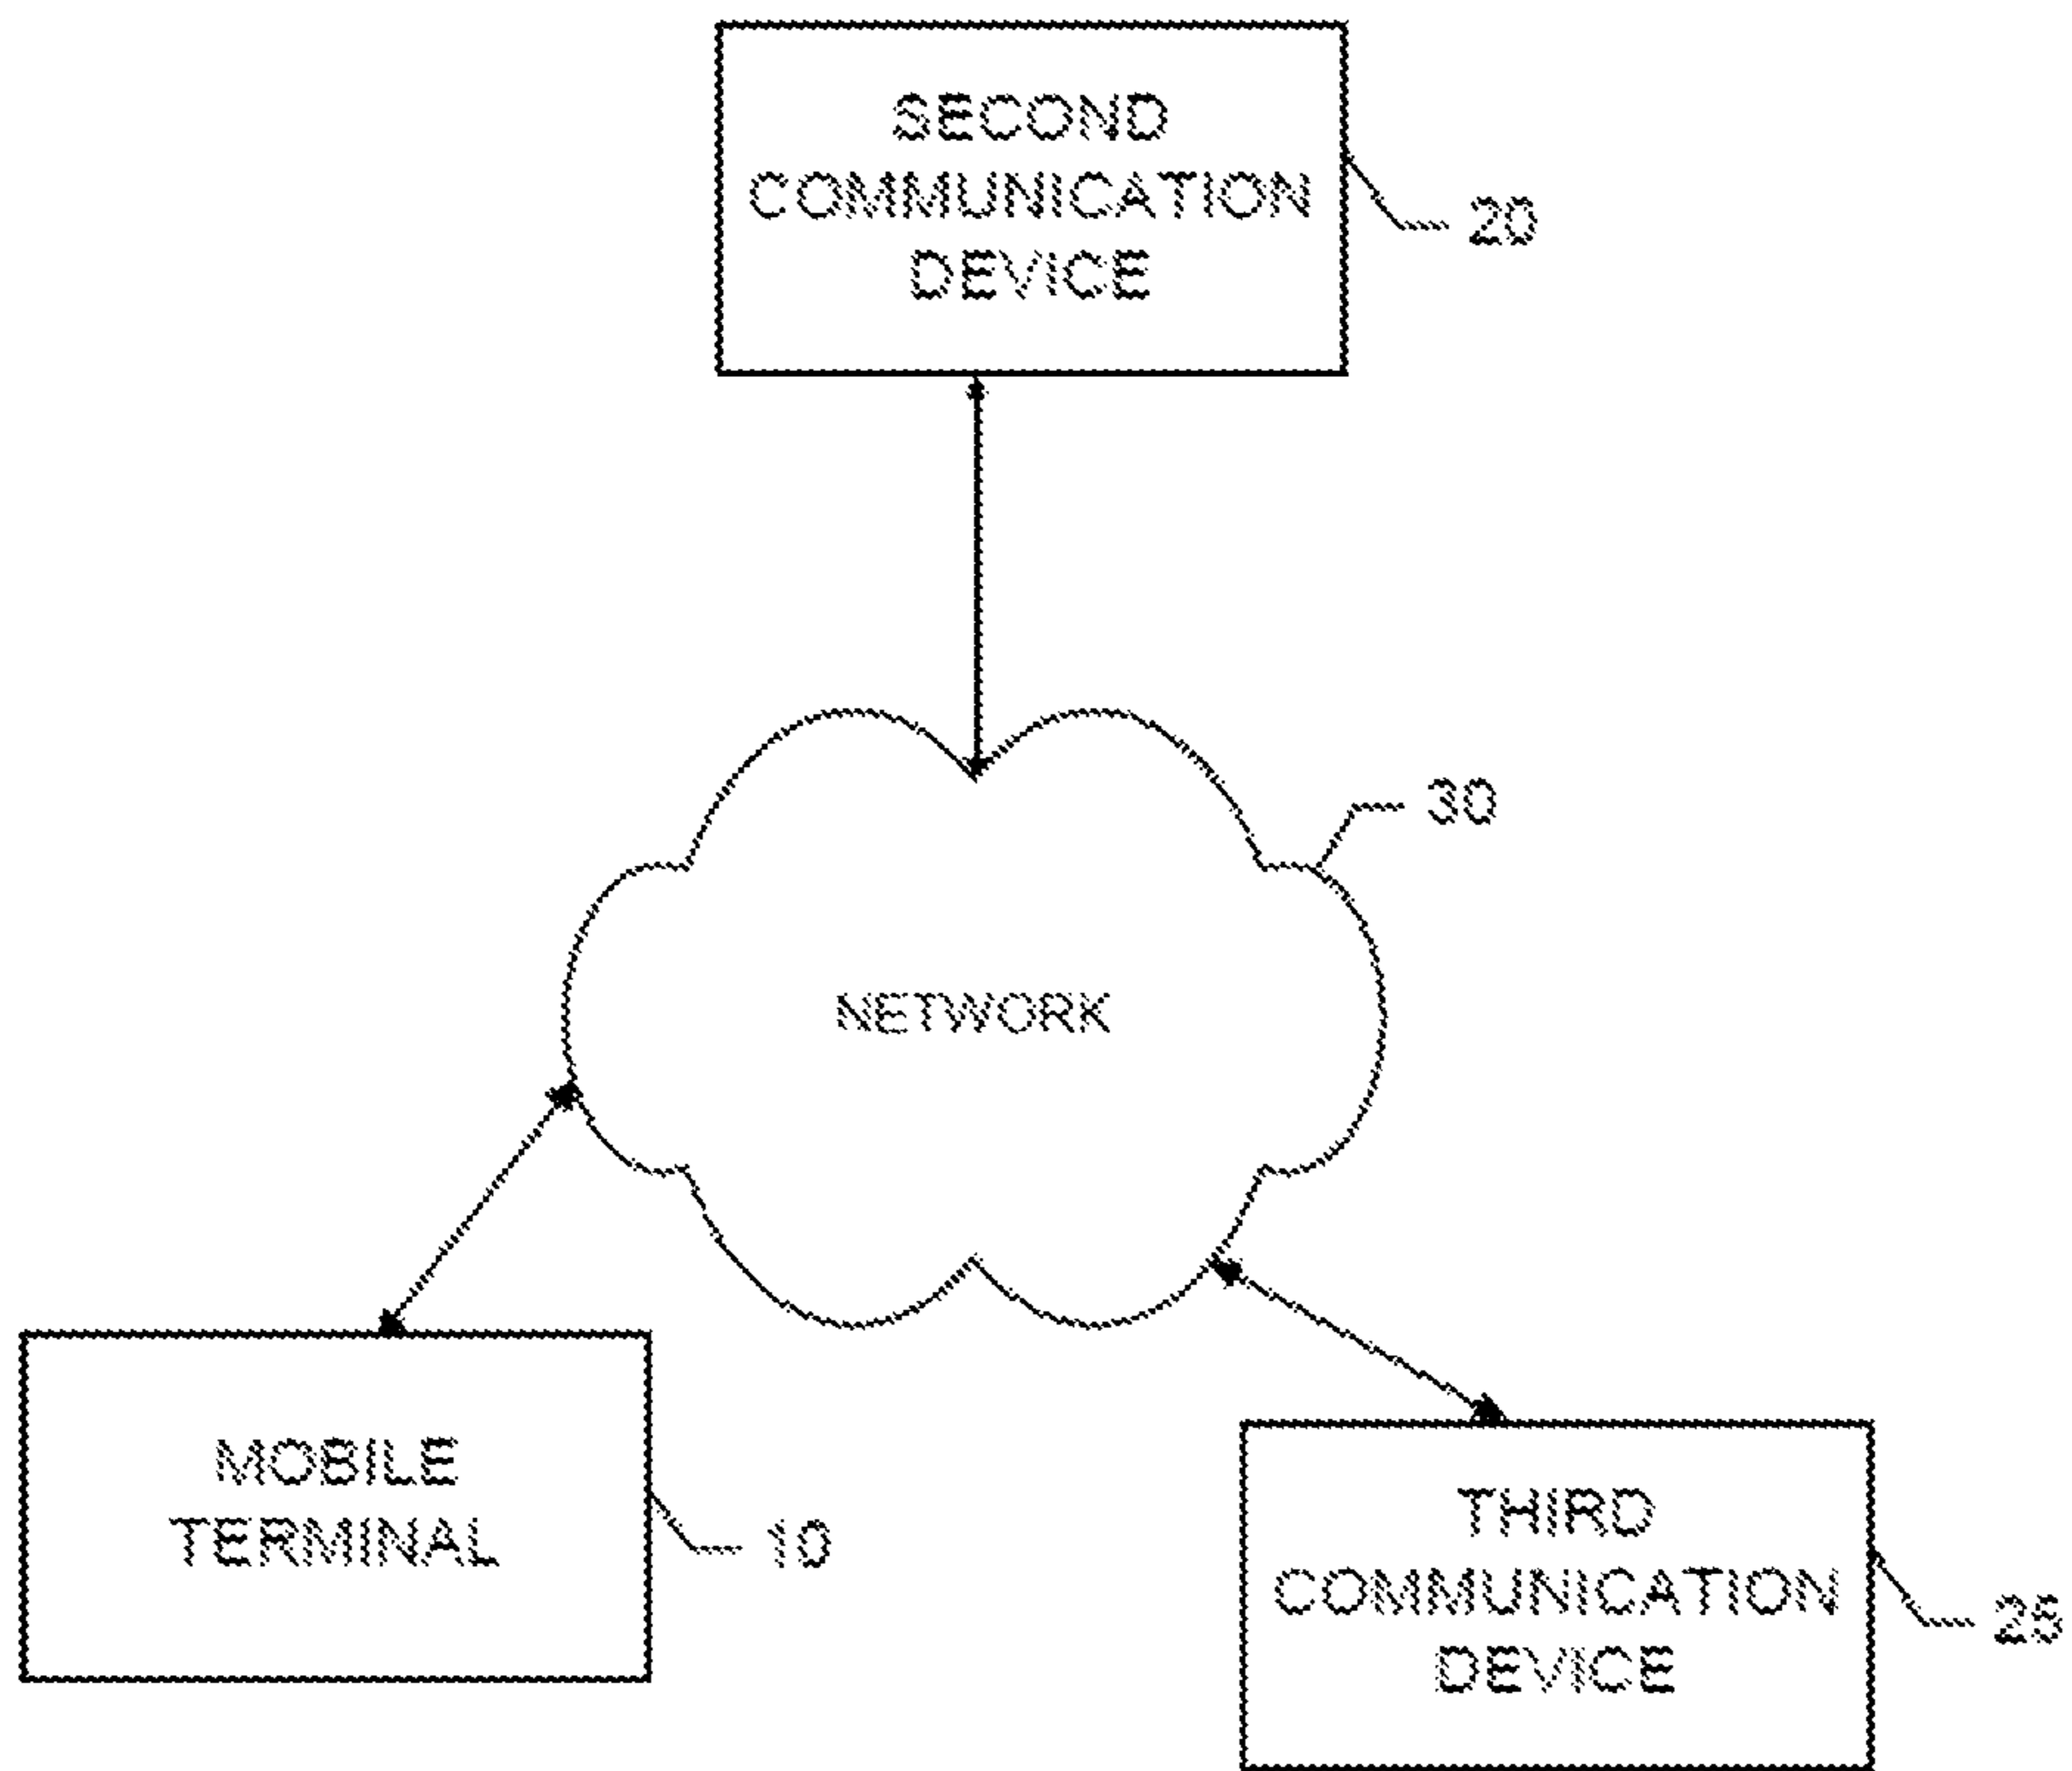 SECOND
COMMUNICATION
DEVICE
20
30
NETWORK
MOBILE
TERMINAL
10
THIRD
COMMUNICATION
DEVICE
25